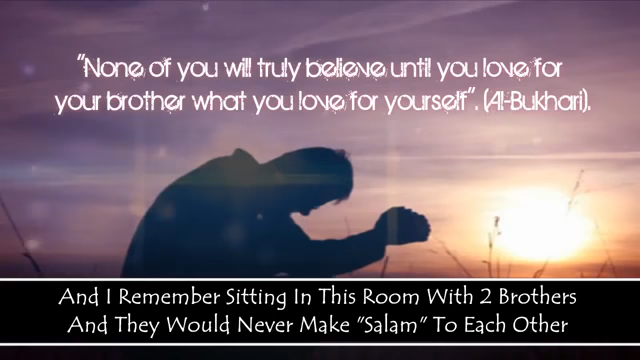 "None of you will truly believe until you love for
your brother what you love for yourself". (Al-Bukhari).
And I Remember Sitting In This Room With 2 Brothers
And They Would Never Make "Salam" To Each Other